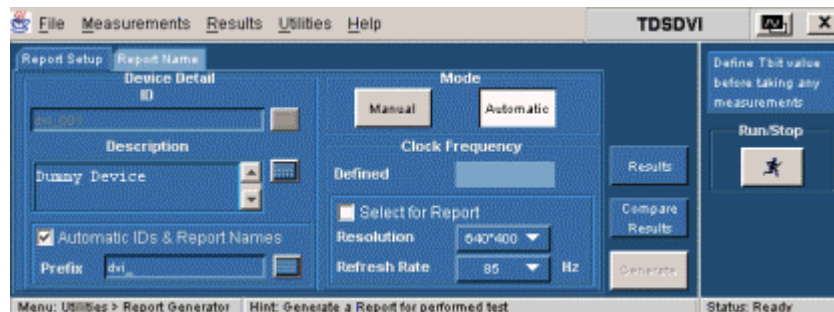 File Measurements Results Utilities Help TDSDVI
Report Setup Report Name
Device Detail
ID
dvi_001
Description
Dummy Device
Automatic IDs & Report Names
Prefix dvi_
Mode
Manual Automatic
Clock Frequency
Defined
Select for Report
Resolution 640*400
Refresh Rate 85 Hz
Results
Compare
Results
Generate
Define Tbit value
before taking any
measurements
Run/Stop
Menu: Utilities > Report Generator Hint: Generate a Report for performed test Status: Ready